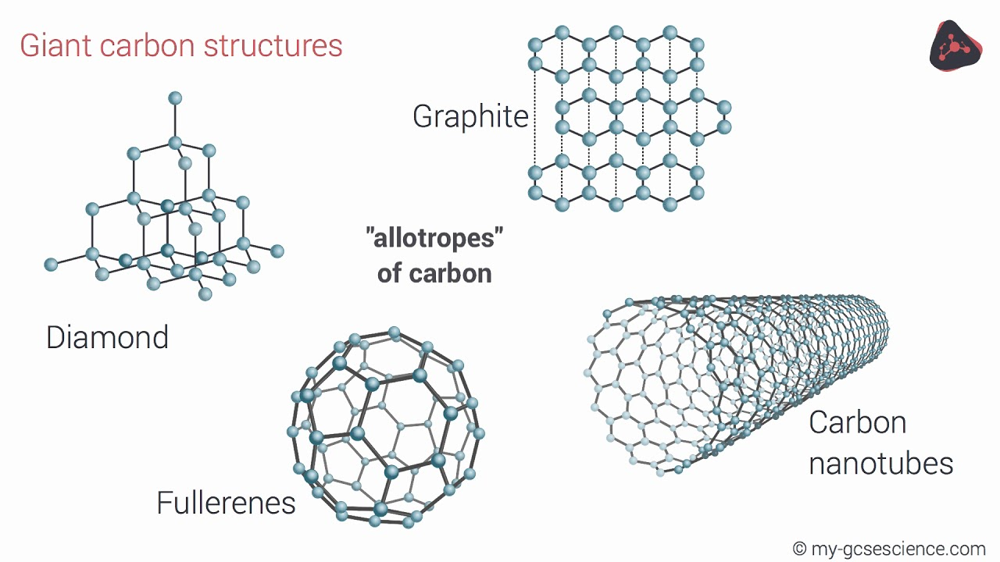 Giant carbon structures
Graphite
"allotropes"
of carbon
Diamond
Carbon
nanotubes
Fullerenes
© my-gcsescience.com